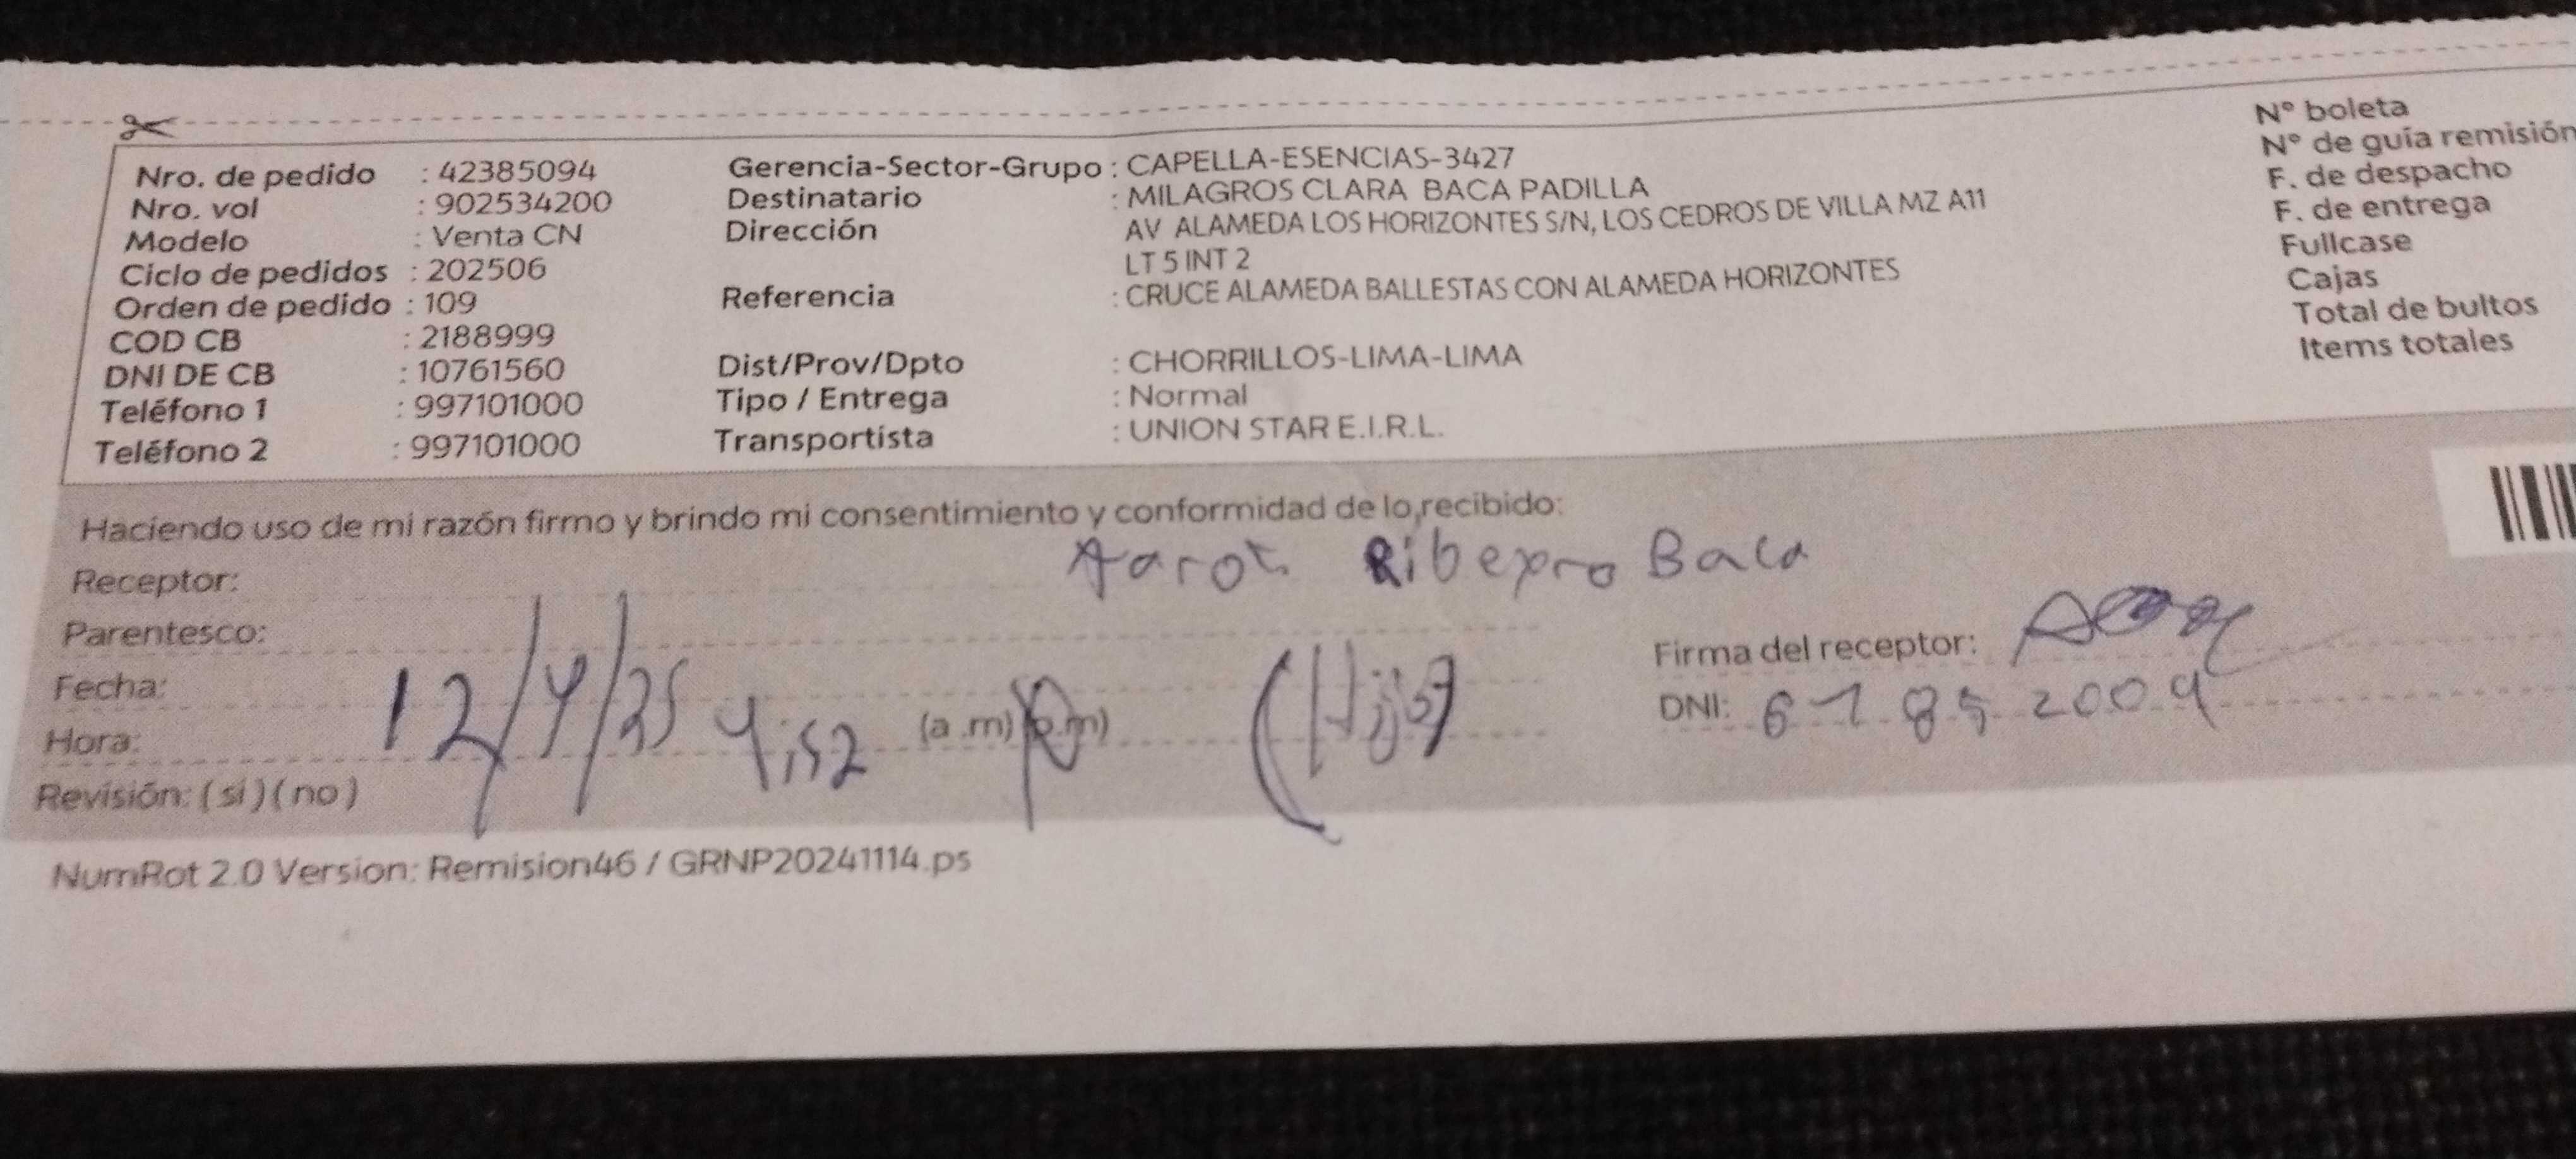 Nro. de pedido : 42385094
Nro. vol : 902534200
Modelo : Venta CN
Ciclo de pedidos : 202506
Orden de pedido : 109
COD CB : 2188999
DNI DE CB : 10761560
Teléfono 1 : 997101000
Teléfono 2 : 997101000
Gerencia-Sector-Grupo : CAPELLA-ESENCIAS-3427
Destinatario : MILAGROS CLARA BACA PADILLA
Dirección AV ALAMEDA LOS HORIZONTES S/N, LOS CEDROS DE VILLA MZ A11
LT 5 INT 2
Referencia : CRUCE ALAMEDA BALLESTAS CON ALAMEDA HORIZONTES
Dist/Prov/Dpto : CHORRILLOS-LIMA-LIMA
Tipo / Entrega : Normal
Transportista : UNION STAR E.I.R.L.
N° boleta
N° de guía remisión
F. de despacho
F. de entrega
Fullcase
Cajas
Total de bultos
Items totales
Haciendo uso de mi razón firmo y brindo mi consentimiento y conformidad de lo recibido:
Receptor: Baca
Parentesco: (Hijo)
Fecha: 12/4/25
Hora: 4:52 (a.m) (p.m)
Revisión: (si) (no)
Firma del receptor:
DNI:
NumRot 2.0 Version: Remision46 / GRNP20241114.ps